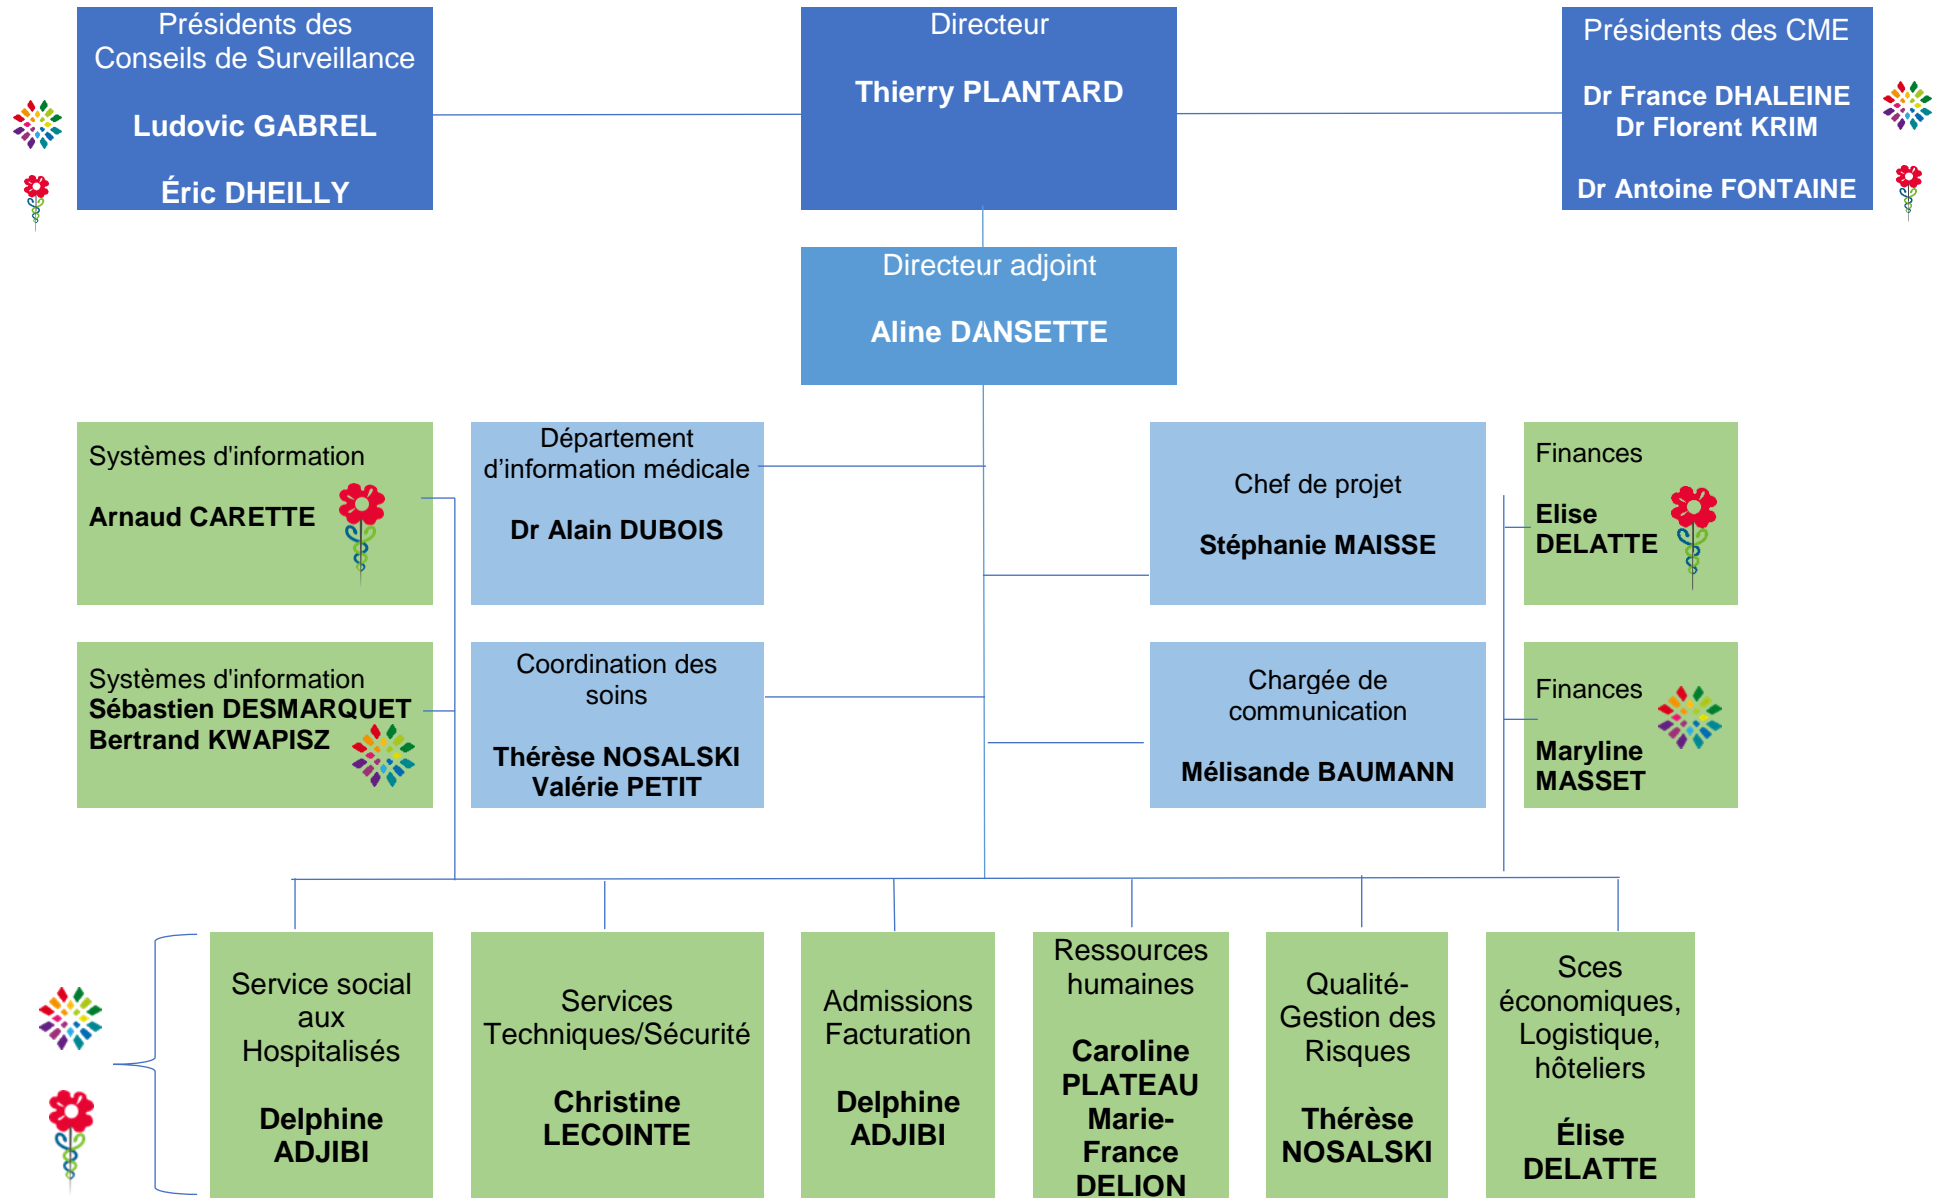 Présidents des
Conseils de Surveillance
Ludovic GABREL
Éric DHEILLY
Directeur
Thierry PLANTARD
Présidents des CME
Dr France DHALEINE
Dr Florent KRIM
Dr Antoine FONTAINE
Directeur adjoint
Aline DANSETTE
Systèmes d'information
Arnaud CARETTE
Département
d’information médicale
Dr Alain DUBOIS
Chef de projet
Stéphanie MAISSE
Finances
Elise
DELATTE
Systèmes d'information
Sébastien DESMARQUET
Bertrand KWAPISZ
Coordination des
soins
Thérèse NOSALSKI
Valérie PETIT
Chargée de
communication
Mélisande BAUMANN
Finances
Maryline
MASSET
Service social
aux
Hospitalisés
Delphine
ADJIBI
Services
Techniques/Sécurité
Christine
LECOINTE
Admissions
Facturation
Delphine
ADJIBI
Ressources
humaines
Caroline
PLATEAU
Marie-
France
DELION
Qualité-
Gestion des
Risques
Thérèse
NOSALSKI
Sces
économiques,
Logistique,
hôteliers
Élise
DELATTE